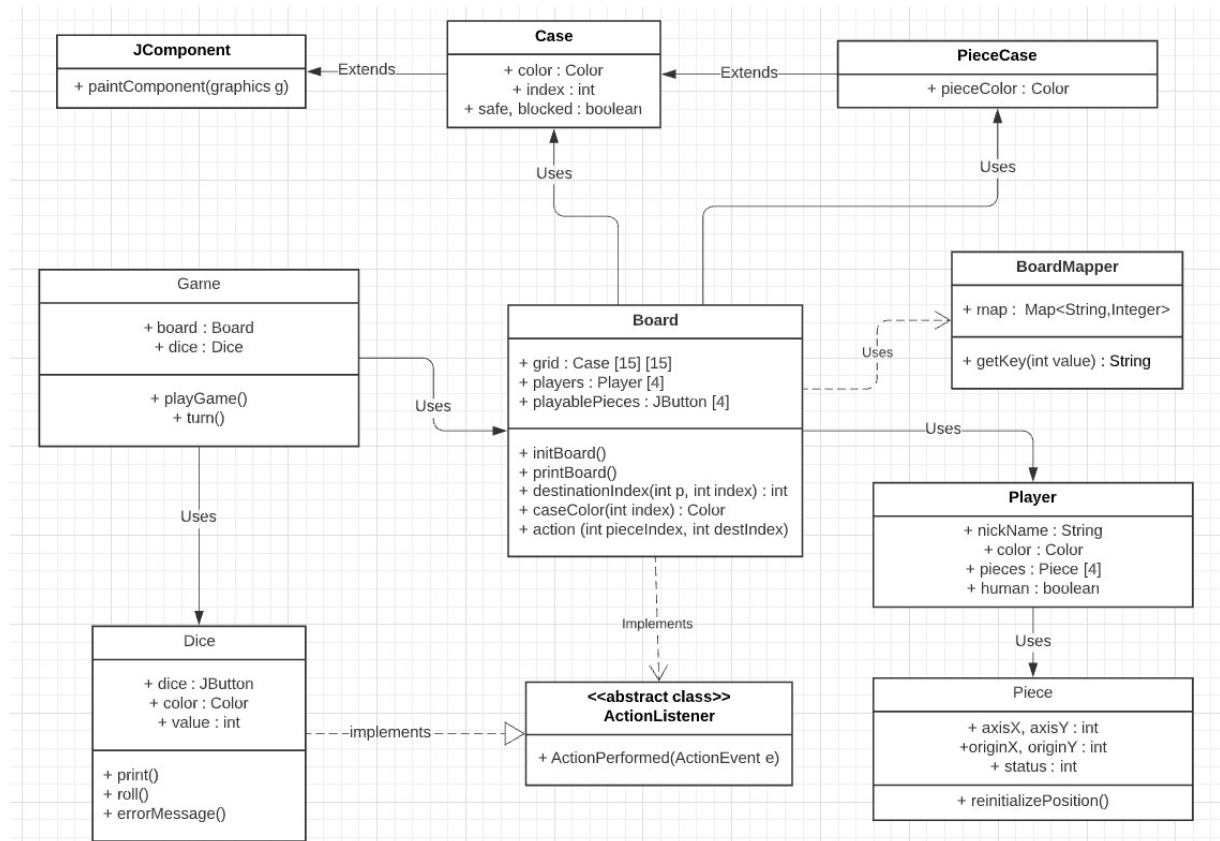 JComponent
+ paintComponent(graphics g)
Extends
Case
+ color : Color
+ index : int
+ safe, blocked : boolean
Extends
PieceCase
+ pieceColor : Color
Uses
Uses
Game
+ board : Board
+ dice : Dice
+ playGame()
+ turn()
Uses
Board
+ grid : Case [15] [15]
+ players : Player [4]
+ playablePieces : JButton [4]
+ initBoard()
+ printBoard()
+ destinationIndex(int p, int index) : int
+ caseColor(int index) : Color
+ action (int pieceIndex, int destIndex)
Uses
BoardMapper
+ map : Map<String,Integer>
+ getKey(int value) : String
Uses
Player
+ nickName : String
+ color : Color
+ pieces : Piece [4]
+ human : boolean
Uses
Uses
Piece
+ axisX, axisY : int
+originX, originY : int
+ status : int
+ reinitializePosition()
Dice
+ dice : JButton
+ color : Color
+ value : int
+ print()
+ roll()
+ errorMessage()
implements
Implements
<<abstract class>>
ActionListener
+ ActionPerformed(ActionEvent e)